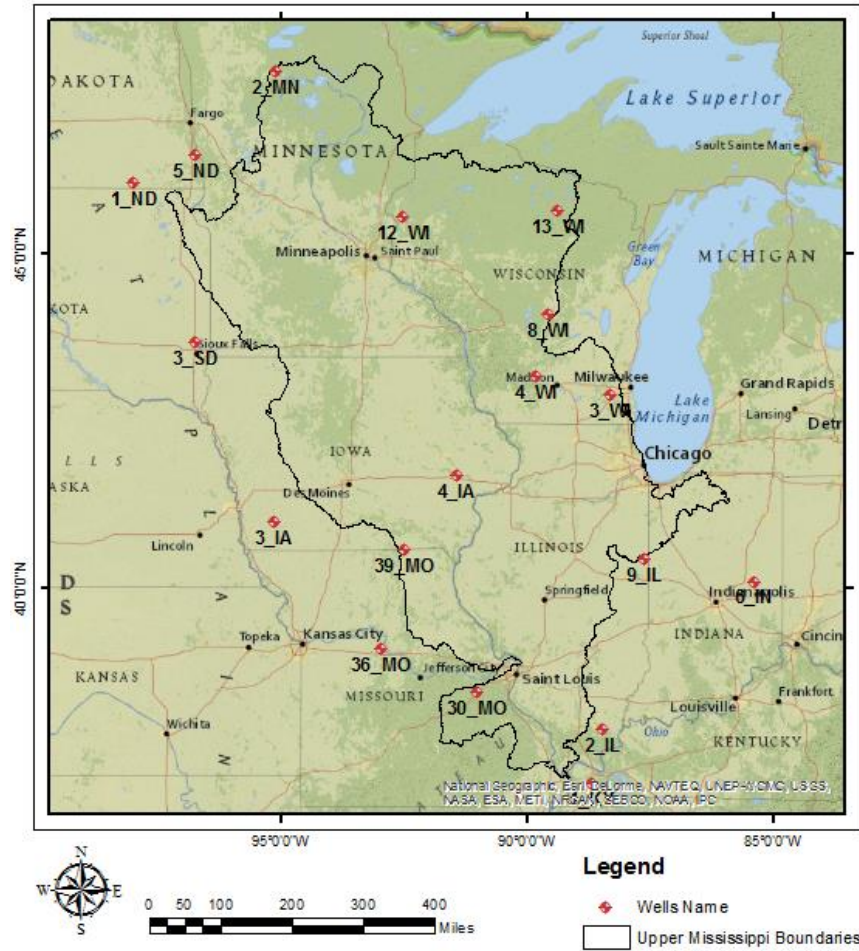 Superior Shoal
DAKOTA
2_MN
Lake Superior
Fargo
MINNESOTA
Sault Sainte Marie
5_ND
1_ND
12_WI
13_WI
Green
Bay
MICHIGAN
Minneapolis
Saint Paul
WISCONSIN
KOTA
8_WI
3_SD
Sioux Falls
Madison
Milwaukee
4_WI
3_WI
Lake
Michigan
Grand Rapids
Lansing
Detr
Chicago
IOWA
Des Moines
4_IA
L L S
ASKA
3_IA
Lincoln
39_MO
ILLINOIS
9_IL
D
S
Springfield
Indianapolis
6_IN
INDIANA
Topeka
Kansas City
Cincin
36_MO
Jefferson City
Saint Louis
KANSAS
MISSOURI
30_MO
Louisville
Frankfort
Wichita
2_IL
Ohio
KENTUCKY
National Geographic, Esri, DeLorme, NAVTEQ, UNEP-WCMC, USGS,
NASA, ESA, METI, NRCAN, GEBCO, NOAA, IPC
45°0'0"N
40°0'0"N
95°0'0"W
90°0'0"W
85°0'0"W
N
W
E
S
0 50 100 200 300 400
Miles
Legend
Wells Name
Upper Mississippi Boundaries